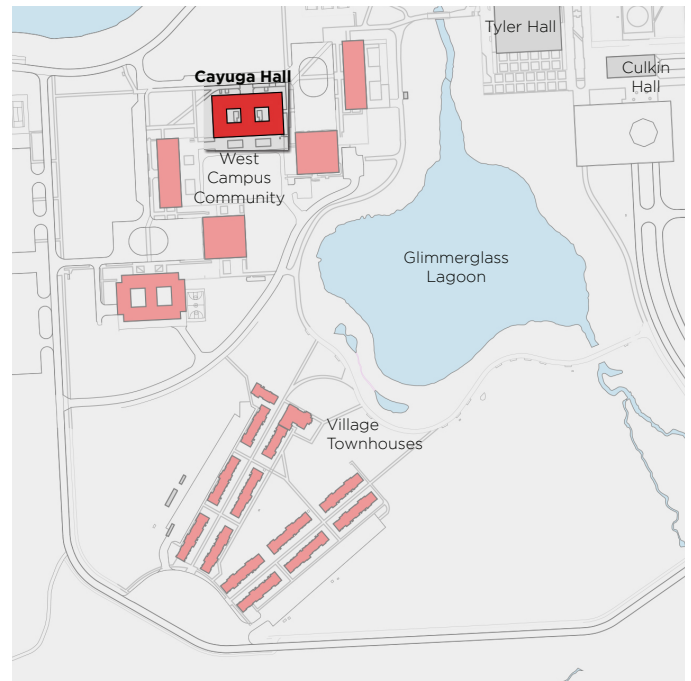 Tyler Hall
Culkin
Hall
Cayuga Hall
West
Campus
Community
Glimmerglass
Lagoon
Village
Townhouses